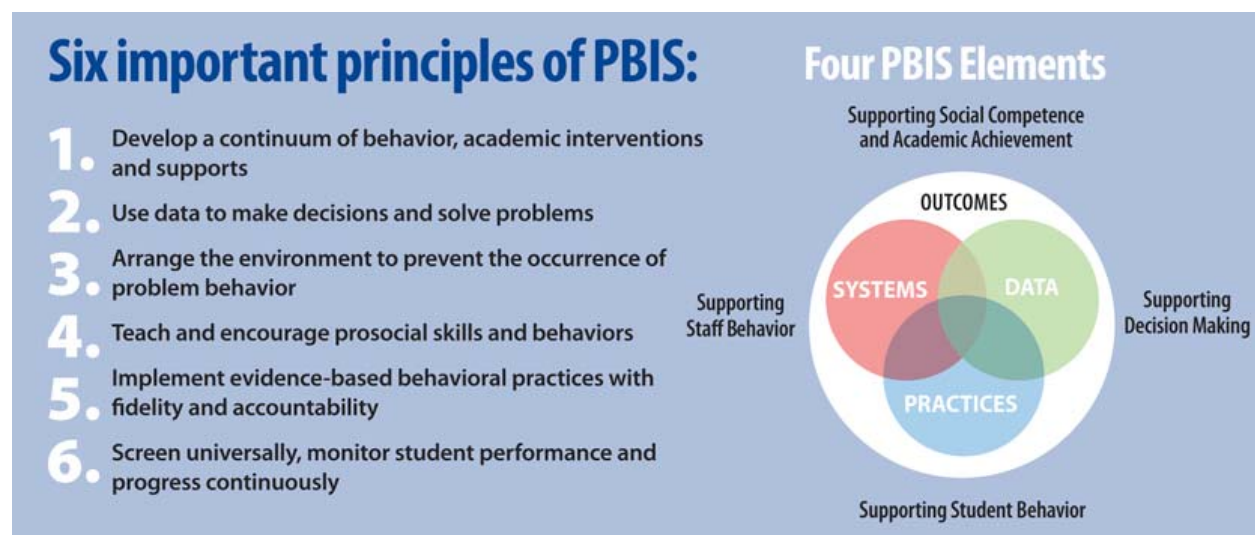 Six important principles of PBIS:
1. Develop a continuum of behavior, academic interventions
and supports
2. Use data to make decisions and solve problems
3. Arrange the environment to prevent the occurrence of
problem behavior
4. Teach and encourage prosocial skills and behaviors
5. Implement evidence-based behavioral practices with
fidelity and accountability
6. Screen universally, monitor student performance and
progress continuously
Four PBIS Elements
Supporting Social Competence
and Academic Achievement
OUTCOMES
SYSTEMS
DATA
PRACTICES
Supporting
Staff Behavior
Supporting
Decision Making
Supporting Student Behavior